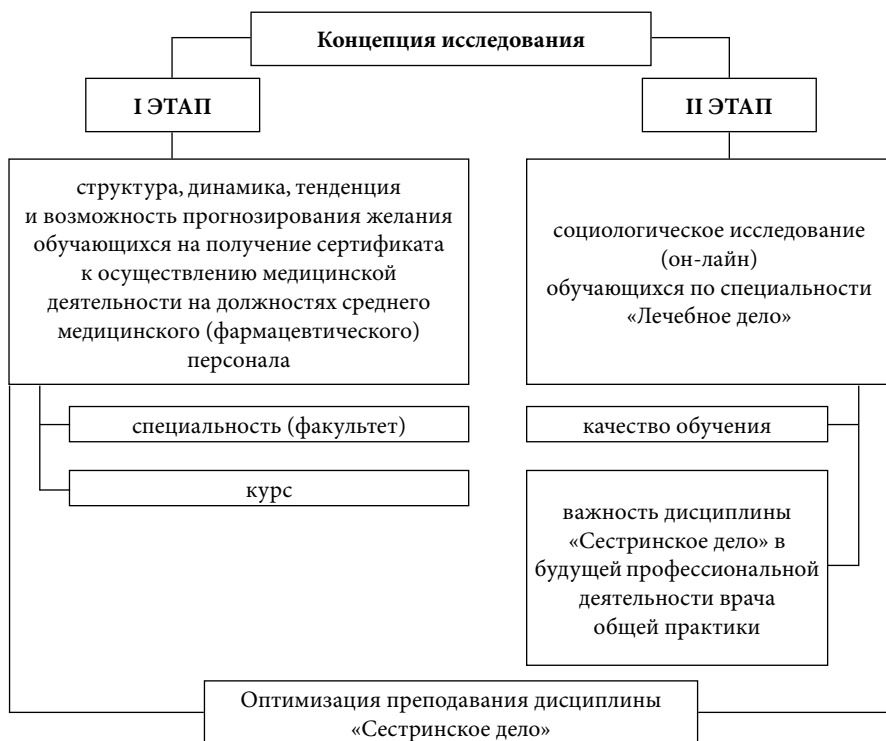 Концепция исследования
I ЭТАП
II ЭТАП
структура, динамика, тенденция
и возможность прогнозирования желания
обучающихся на получение сертификата
к осуществлению медицинской
деятельности на должностях среднего
медицинского (фармацевтического)
персонала
социологическое исследование
(он-лайн)
обучающихся по специальности
«Лечебное дело»
специальность (факультет)
качество обучения
курс
важность дисциплины
«Сестринское дело» в
будущей профессиональной
деятельности врача
общей практики
Оптимизация преподавания дисциплины
«Сестринское дело»